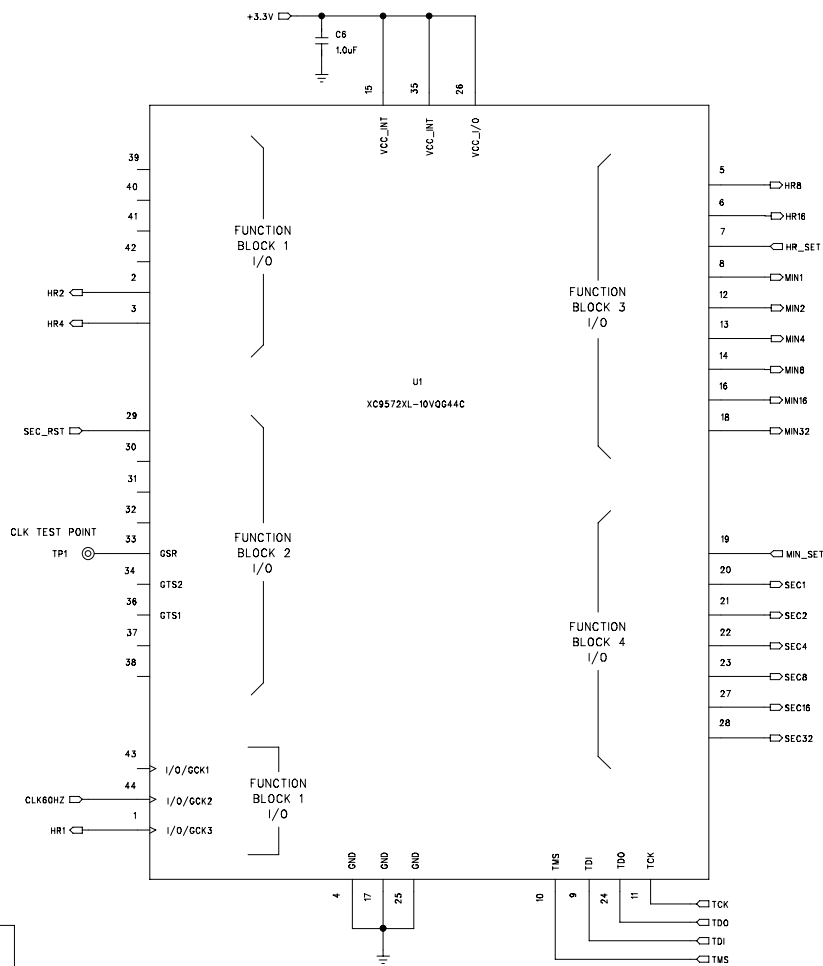 +3.3V
C6
1.0uF
15
35
26
VCC_INT
VCC_INT
VCC_I/O
39
40
41
42
2
HR2
3
HR4
FUNCTION
BLOCK 1
I/O
5
HR8
6
HR16
7
HR_SET
8
MIN1
12
MIN2
13
MIN4
14
MIN8
16
MIN16
18
MIN32
FUNCTION
BLOCK 3
I/O
U1
XC9572XL-10VQG44C
29
SEC_RST
30
31
32
CLK TEST POINT
33
TP1
GSR
34
GTS2
36
GTS1
37
38
FUNCTION
BLOCK 2
I/O
19
MIN_SET
20
SEC1
21
SEC2
22
SEC4
23
SEC8
27
SEC16
28
SEC32
FUNCTION
BLOCK 4
I/O
43
I/O/GCK1
44
CLK60HZ
I/O/GCK2
1
HR1
I/O/GCK3
FUNCTION
BLOCK 1
I/O
GND
GND
GND
4
17
25
TMS
TDI
TDO
TCK
10
9
24
11
TCK
TDO
TDI
TMS